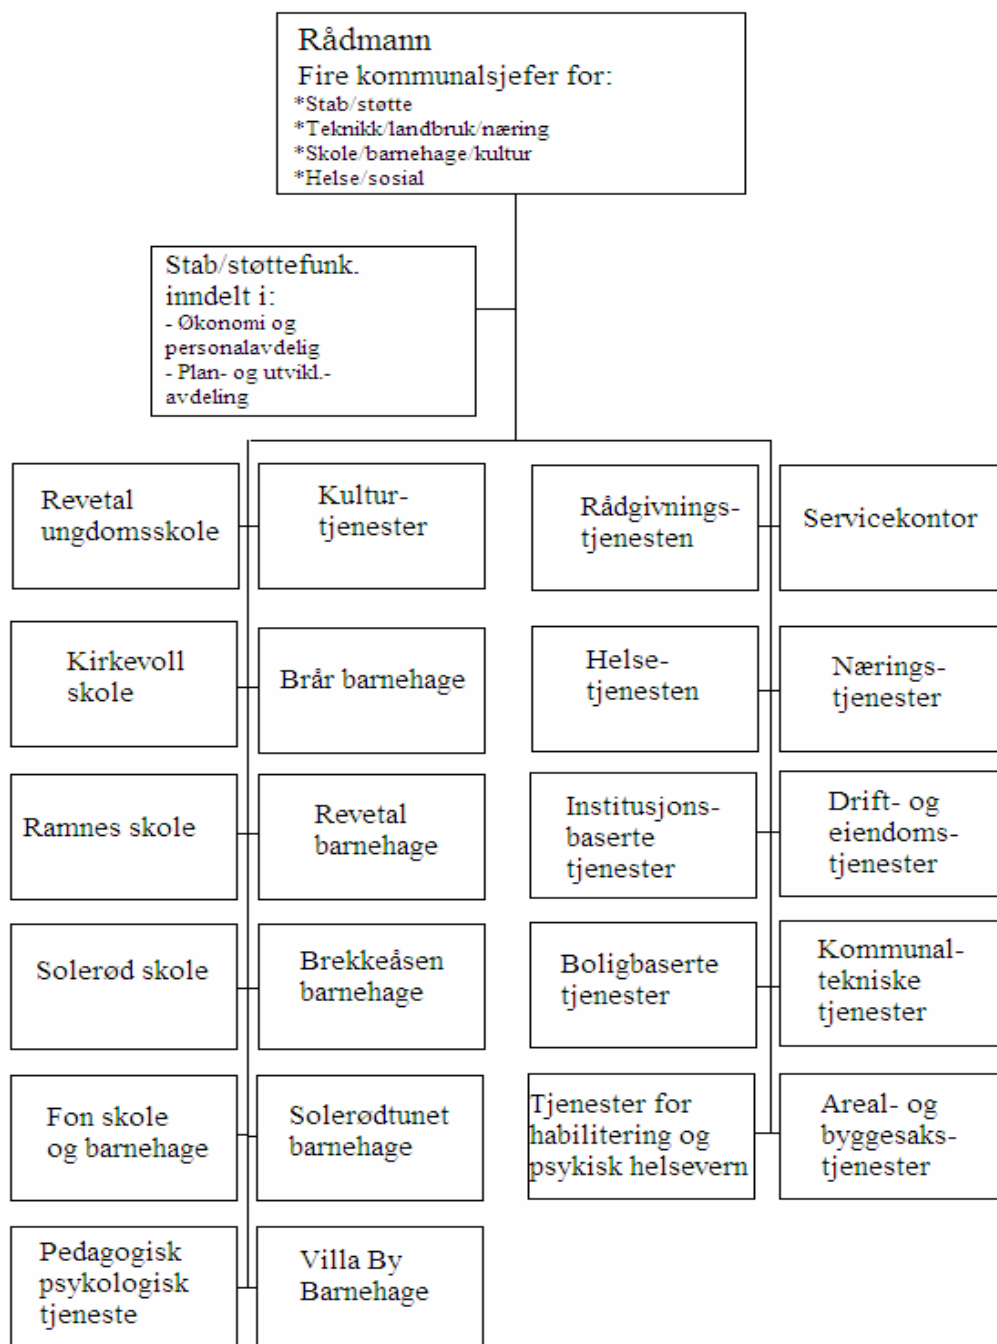 Rådmann
Fire kommunalsjefer for:
*Stab/støtte
*Teknikk/landbruk/næring
*Skole/barnehage/kultur
*Helse/sosial
Stab/støttefunk.
inndelt i:
- Økonomi og
personalavdelig
- Plan- og utvikl.-
avdeling
Revetal
ungdomsskole
Kultur-
tjenester
Rådgivnings-
tjenesten
Servicekontor
Kirkevoll
skole
Brår barnehage
Helse-
tjenesten
Nærings-
tjenester
Ramnes skole
Revetal
barnehage
Institusjons-
baserte
tjenester
Drift- og
eiendoms-
tjenester
Solerød skole
Brekkeåsen
barnehage
Boligbaserte
tjenester
Kommunal-
tekniske
tjenester
Fon skole
og barnehage
Solerødtunet
barnehage
Tjenester for
habilitering og
psykisk helsevern
Areal- og
byggesaks-
tjenester
Pedagogisk
psykologisk
tjeneste
Villa By
Barnehage